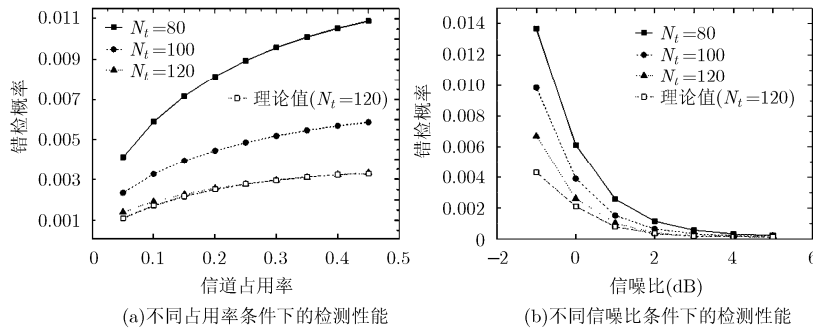 0.011
0.009
0.007
0.005
0.003
0.001
错检概率
N_t=80
N_t=100
N_t=120
理论值(N_t=120)
0 0.1 0.2 0.3 0.4 0.5
信道占用率
(a)不同占用率条件下的检测性能
0.014
0.012
0.010
0.008
0.006
0.004
0.002
0
错检概率
N_t=80
N_t=100
N_t=120
理论值(N_t=120)
−2 0 2 4 6
信噪比(dB)
(b)不同信噪比条件下的检测性能